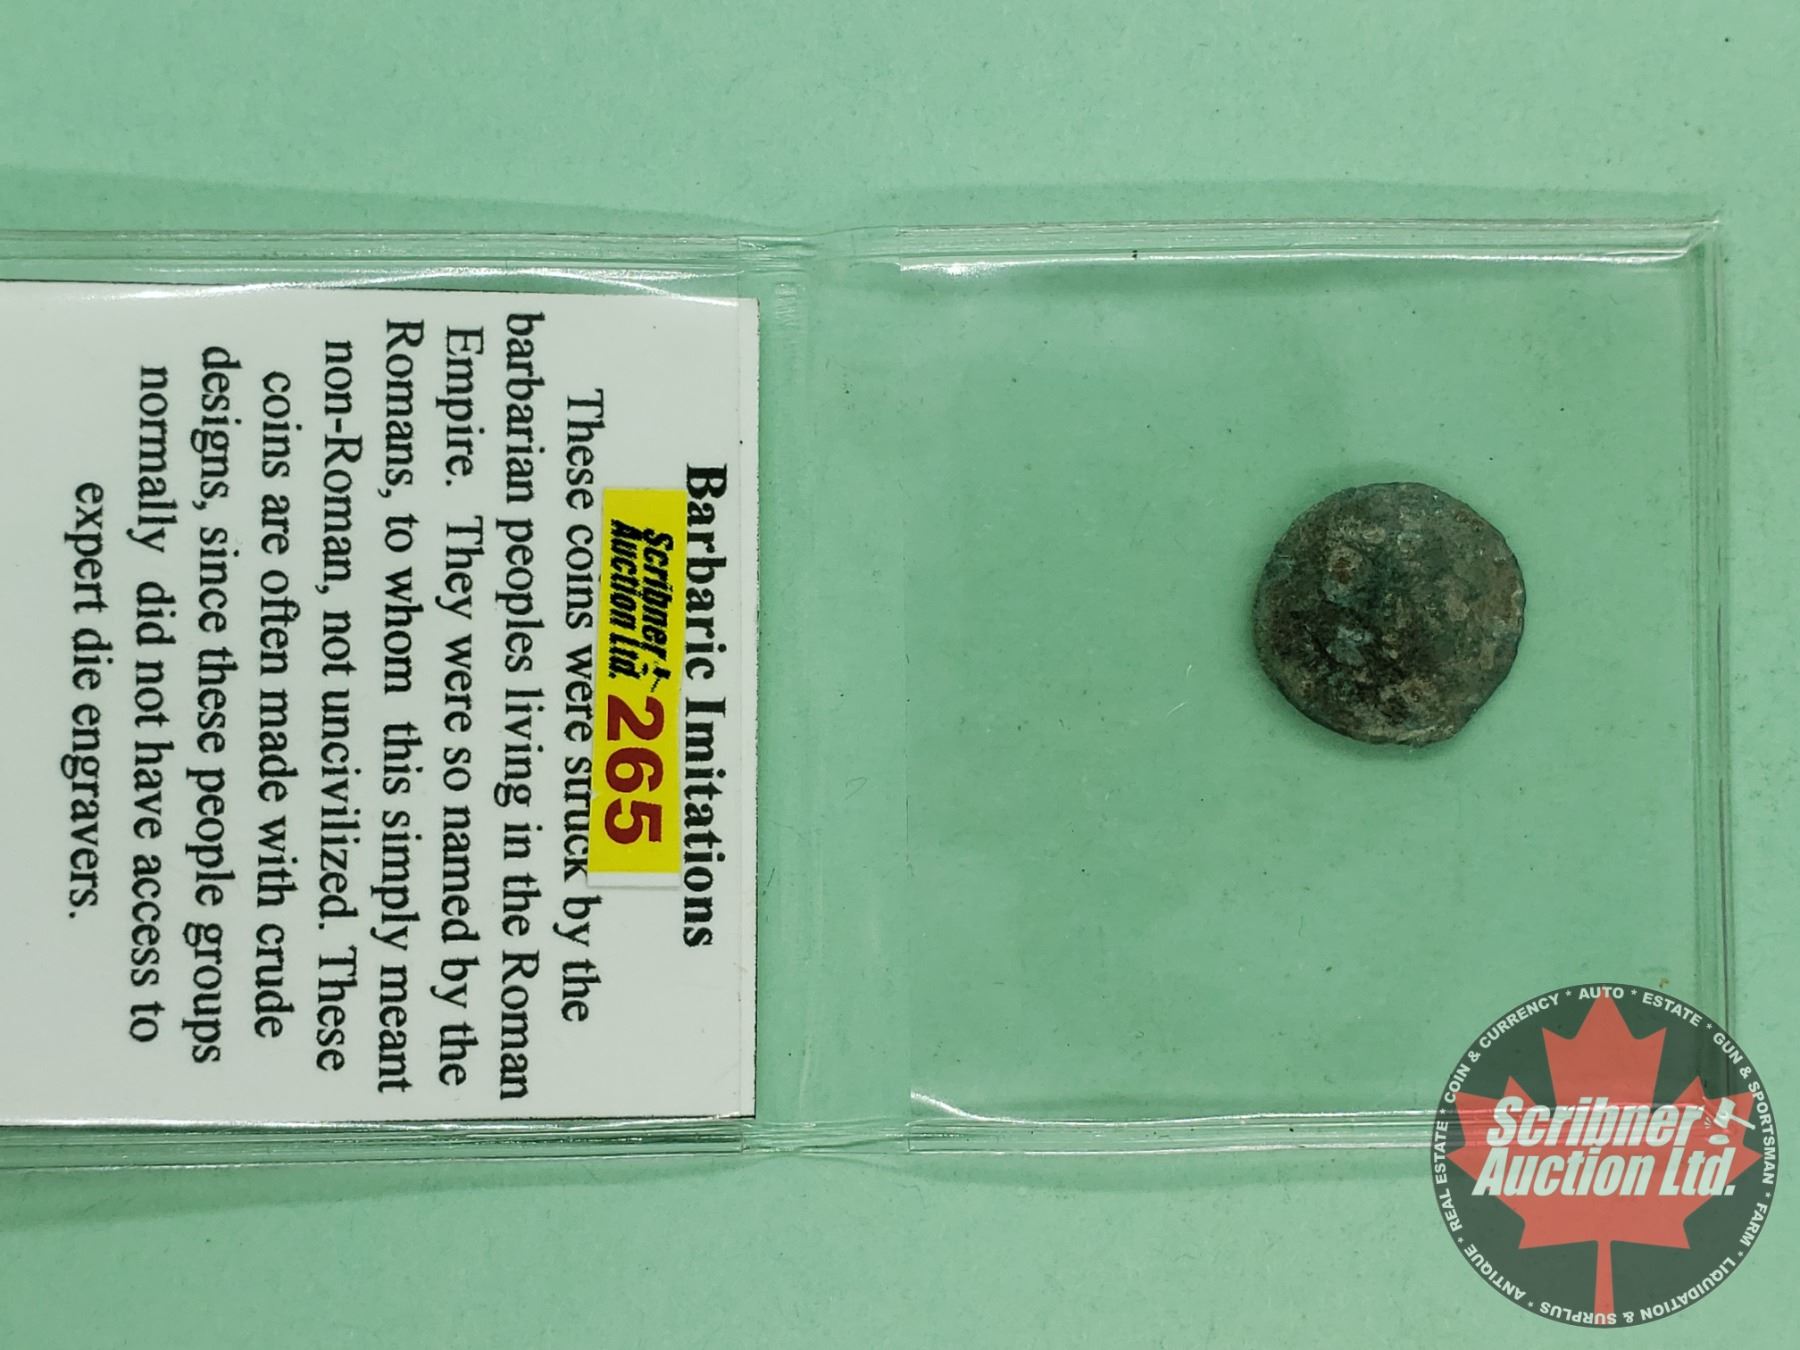 Barbaric Imitations
These coins were struck by the
barbarian peoples living in the Roman
Empire. They were so named by the
Romans, to whom this simply meant
non-Roman, not uncivilized. These
coins are often made with crude
designs, since these people groups
normally did not have access to
expert die engravers.
Scribner
Auction Ltd.
265
Scribner
Auction Ltd.
REAL ESTATE * COIN & CURRENCY * AUTO * ESTATE * GUN & SPORTSMAN * FARM * LIQUIDATION & SURPLUS * ANTIQUE *